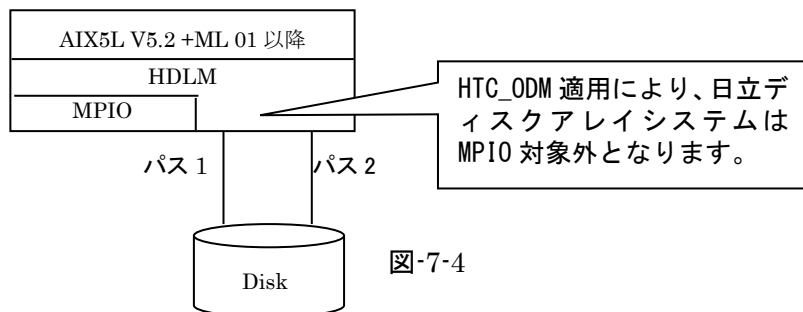 AIX5L V5.2 +ML 01 以降
HDLM
MPIO
HTC_ODM 適用により、日立デ
ィスクアレイシステムは
MPIO 対象外となります。
パス 1
パス 2
Disk
図-7-4